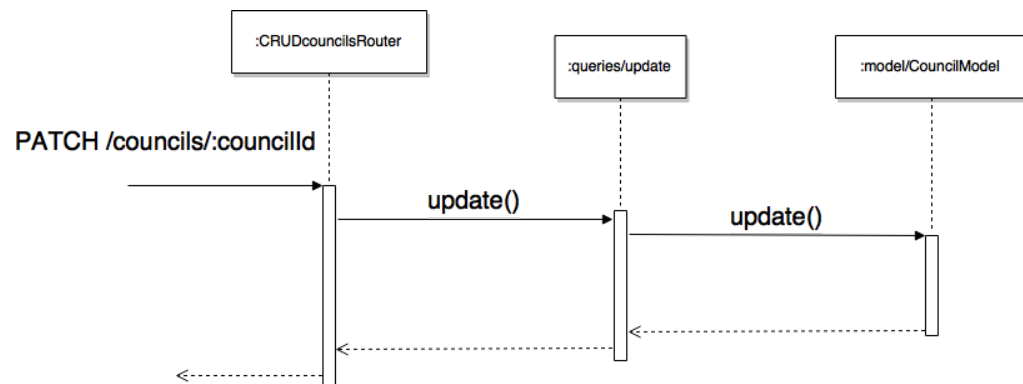 :CRUDcouncilsRouter
:queries/update
:model/CouncilModel
PATCH /councils/:councilId
update()
update()